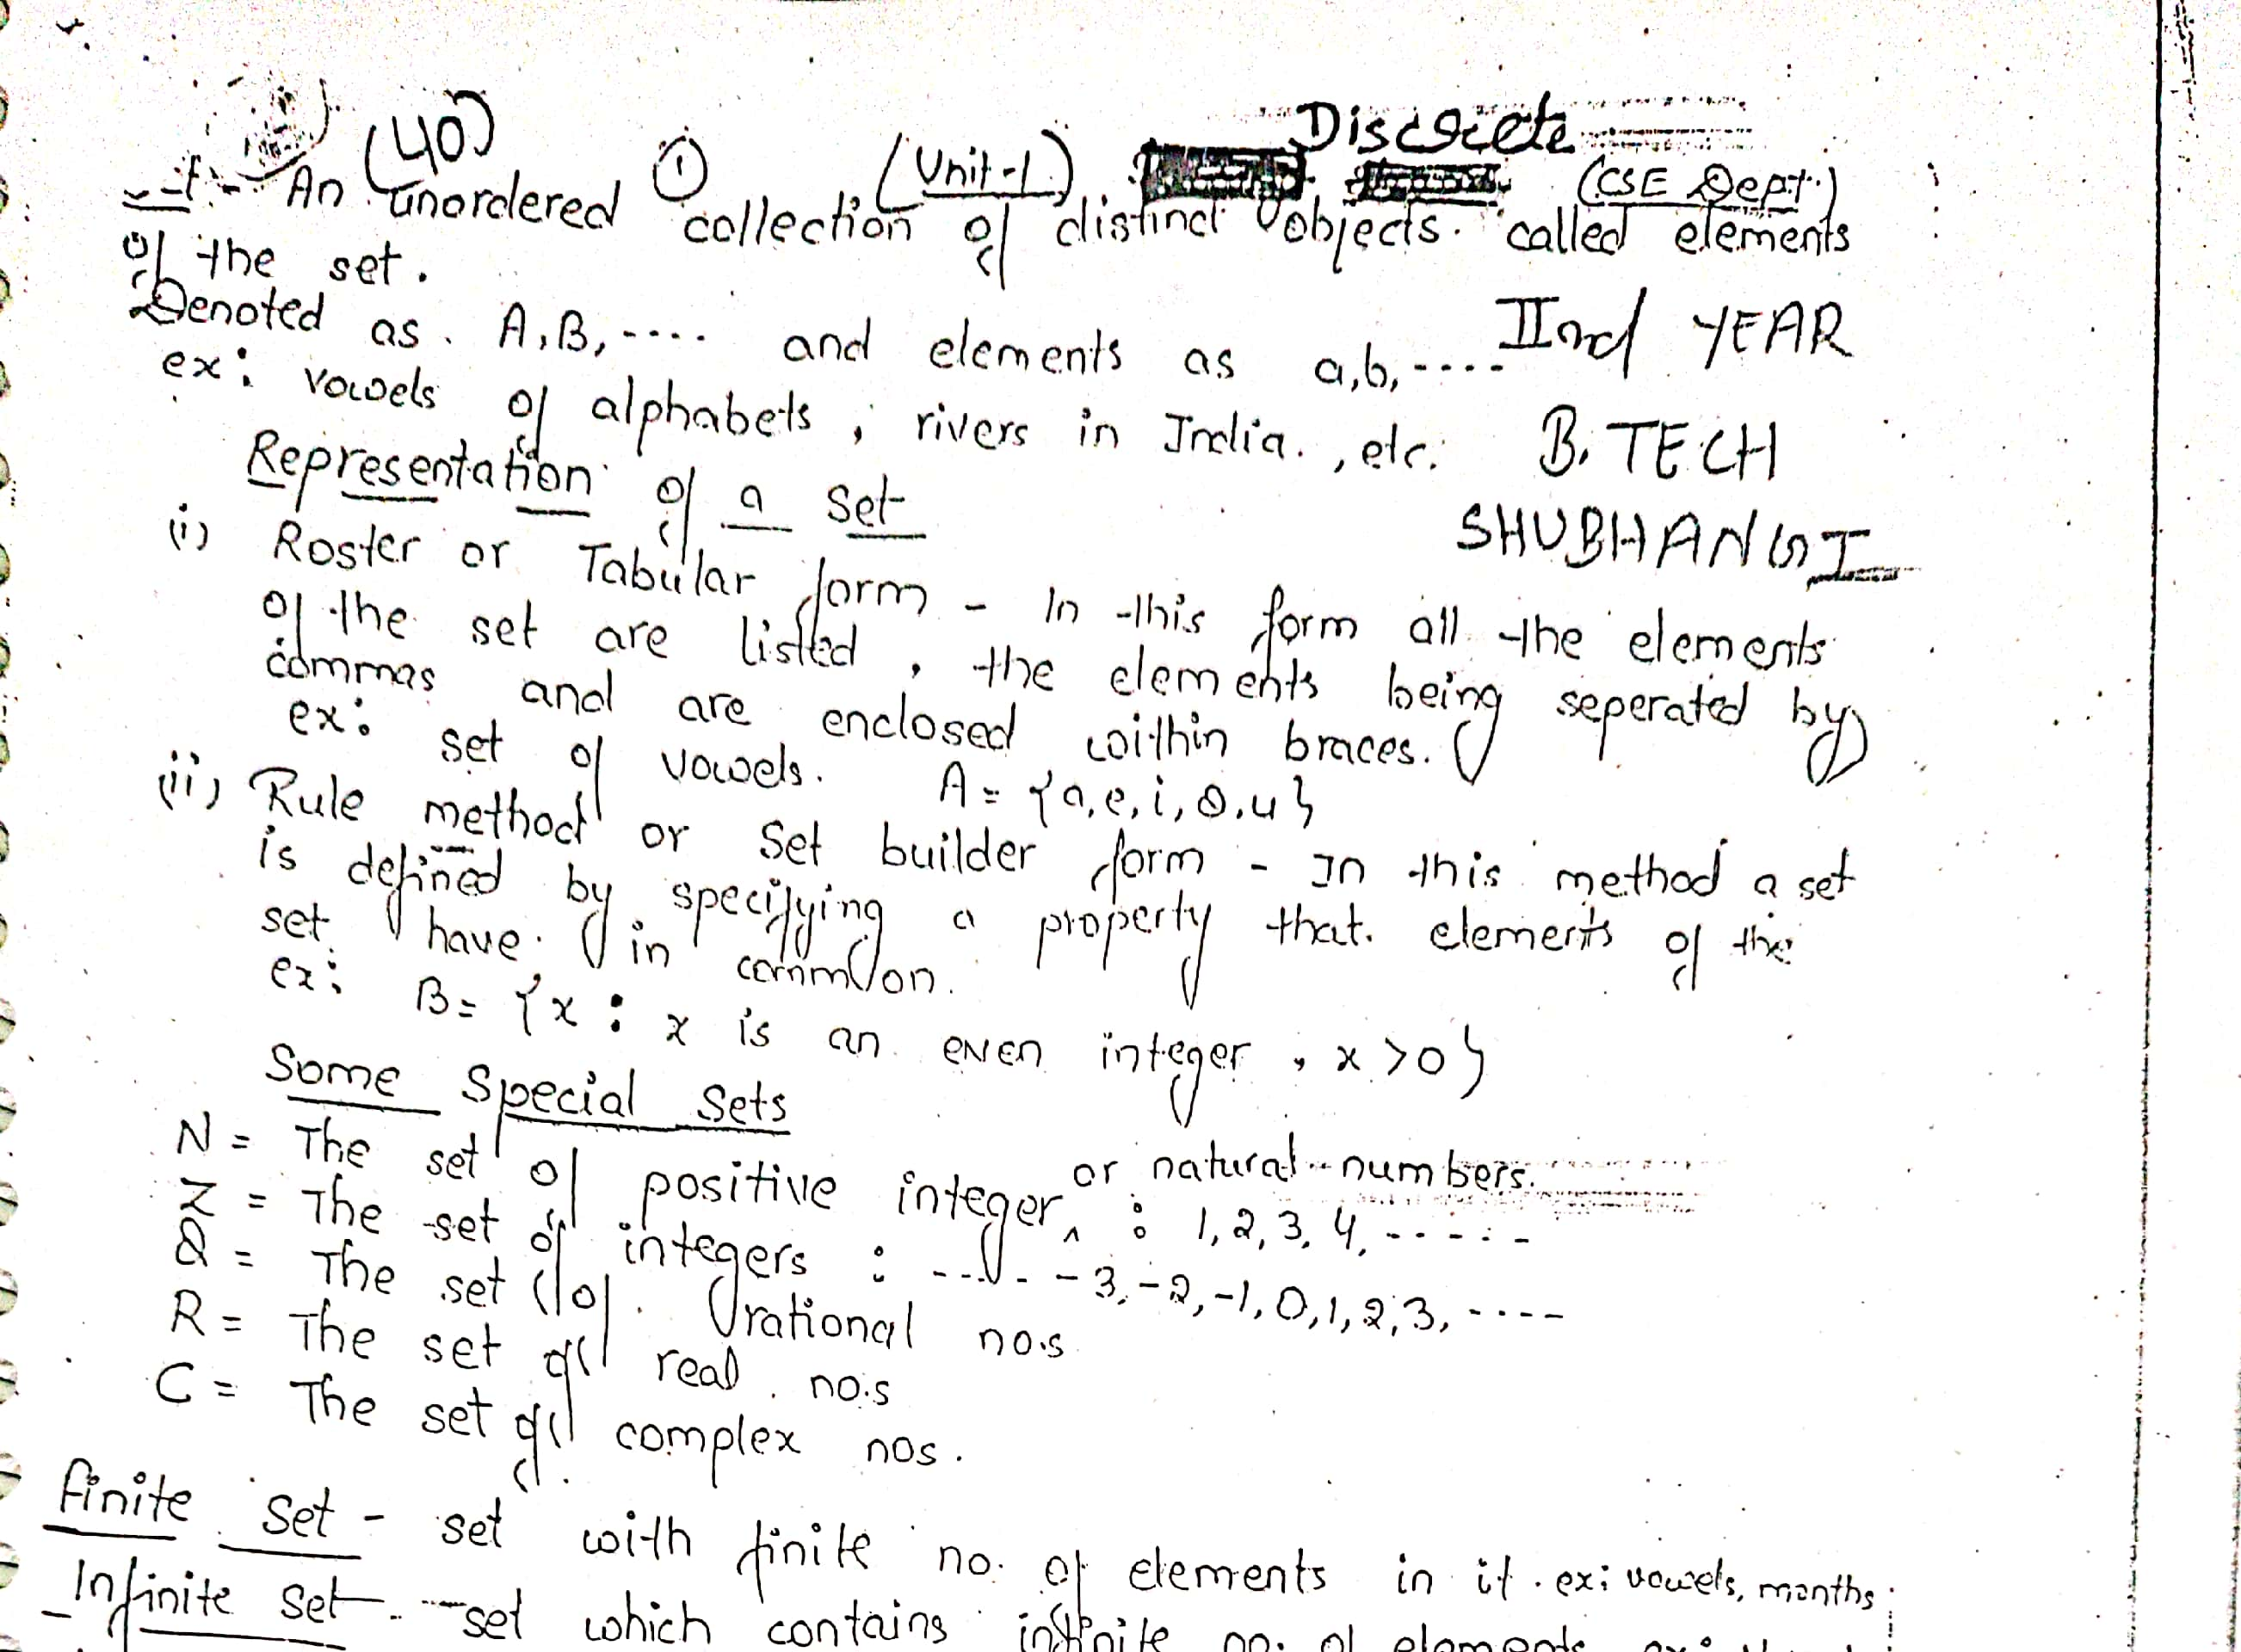 (40) ① (Unit-1) Discrete
(CSE Dept.)
An unordered collection of distinct objects. called elements
of the set.
Denoted as. A,B,---- and elements as a,b,----
IInd YEAR
ex: vowels of alphabets, rivers in India., etc.
B.TECH
SHUBHANGI
Representation of a set
(i) Roster or Tabular form - In this form all the elements
of the set are listed, the elements being seperated by
commas and are enclosed within braces.
ex: set of vowels. A = {a,e,i,o,u}
(ii) Rule method or Set builder form - In this method a set
is defined by specifying a property that elements of the
set have in common.
ex: B = {x : x is an even integer, x>0}
Some Special Sets
N = The set of positive integer ^ or natural numbers. : 1,2,3,4,-----
Z = The set of integers : ----- -3,-2,-1,0,1,2,3,----
Q = The set of rational no.s
R = The set of real no.s
C = The set of complex nos.
Finite Set - set with finite no. of elements in it. ex: vowels, months
Infinite Set - set which contains infinite no. of elements